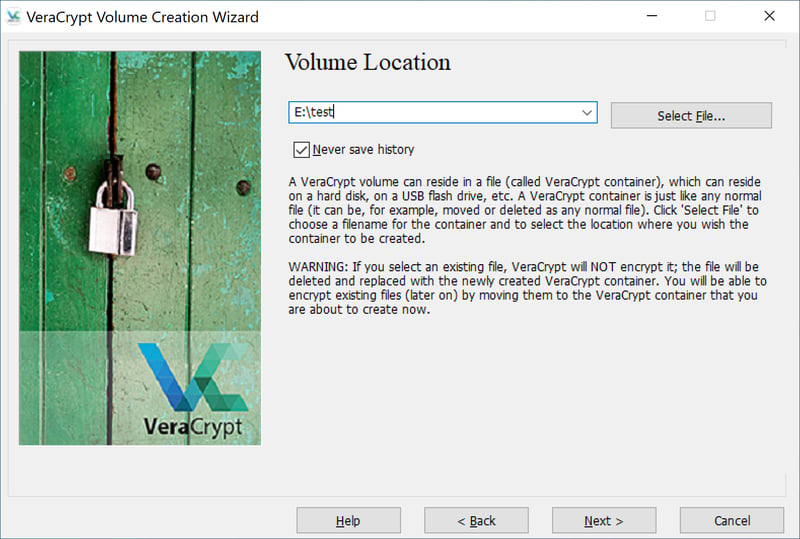 VeraCrypt Volume Creation Wizard
Volume Location
E:\test
Select File...
Never save history
A VeraCrypt volume can reside in a file (called VeraCrypt container), which can reside
on a hard disk, on a USB flash drive, etc. A VeraCrypt container is just like any normal
file (it can be, for example, moved or deleted as any normal file). Click 'Select File' to
choose a filename for the container and to select the location where you wish the
container to be created.
WARNING: If you select an existing file, VeraCrypt will NOT encrypt it; the file will be
deleted and replaced with the newly created VeraCrypt container. You will be able to
encrypt existing files (later on) by moving them to the VeraCrypt container that you
are about to create now.
VeraCrypt
Help
< Back
Next >
Cancel